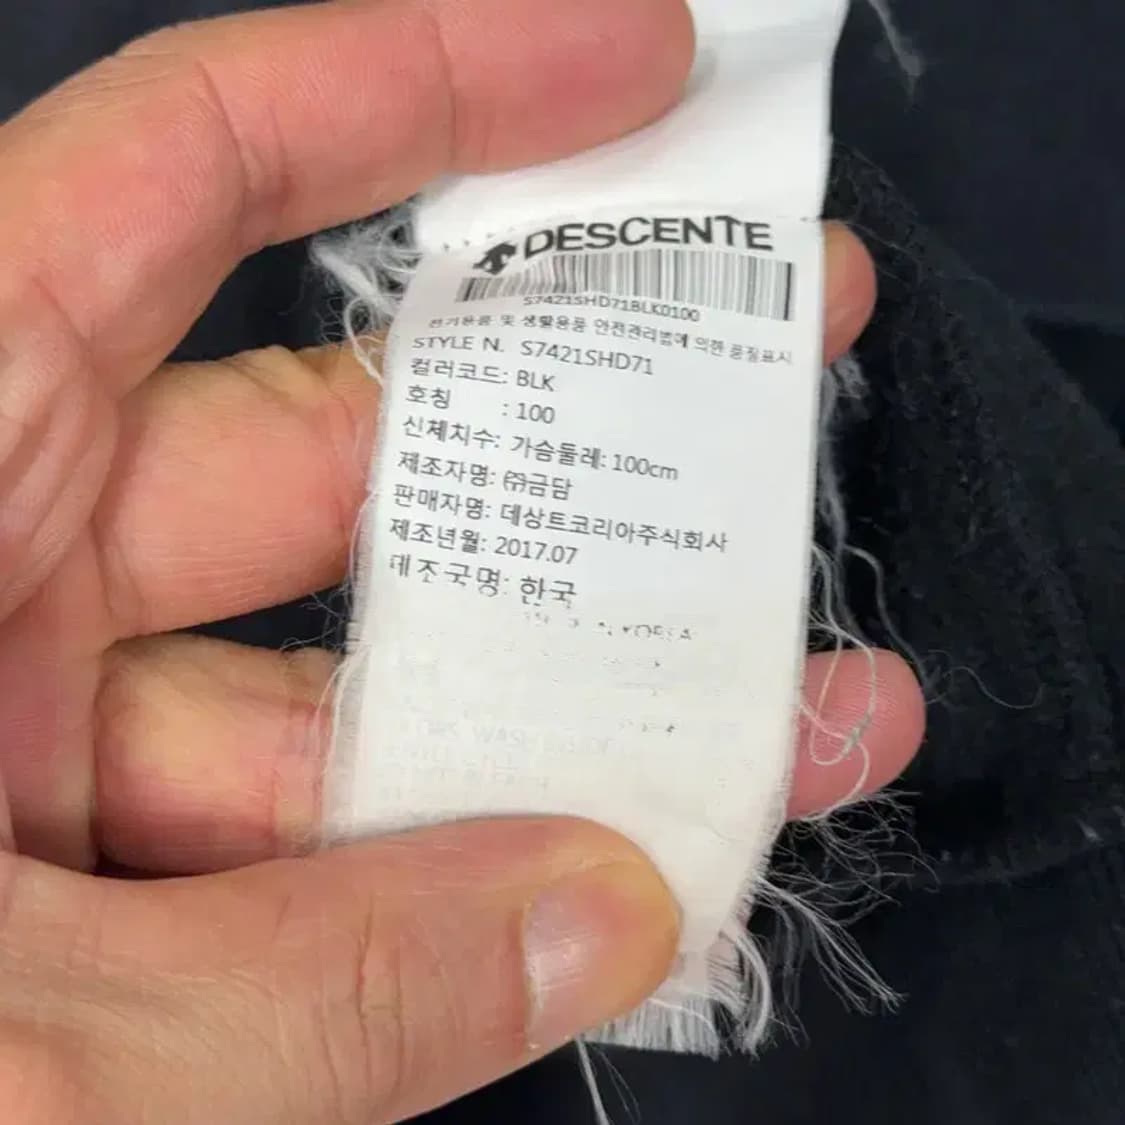 DESCENTE
S7421SHD71BLK0100
전기용품 및 생활용품 안전관리법에 의한 품질표시
STYLE N. S7421SHD71
컬러코드: BLK
호칭 : 100
신체치수: 가슴둘레: 100cm
제조자명: ㈜금담
판매자명: 데상트코리아주식회사
제조년월: 2017.07
제조국명: 한국
KOREA
WASH